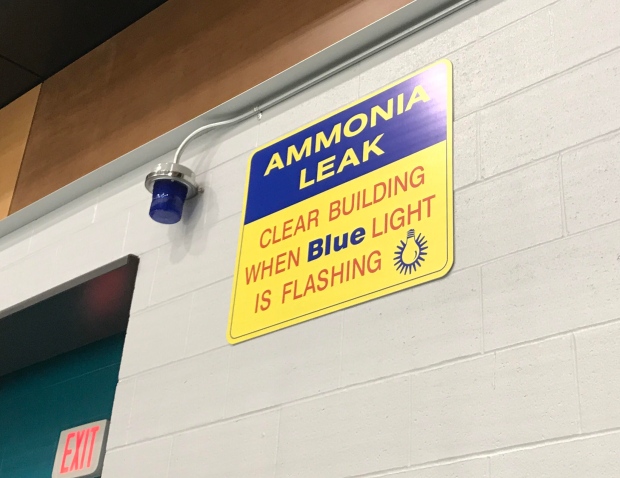 AMMONIA
LEAK
CLEAR BUILDING
WHEN Blue LIGHT
IS FLASHING
EXIT